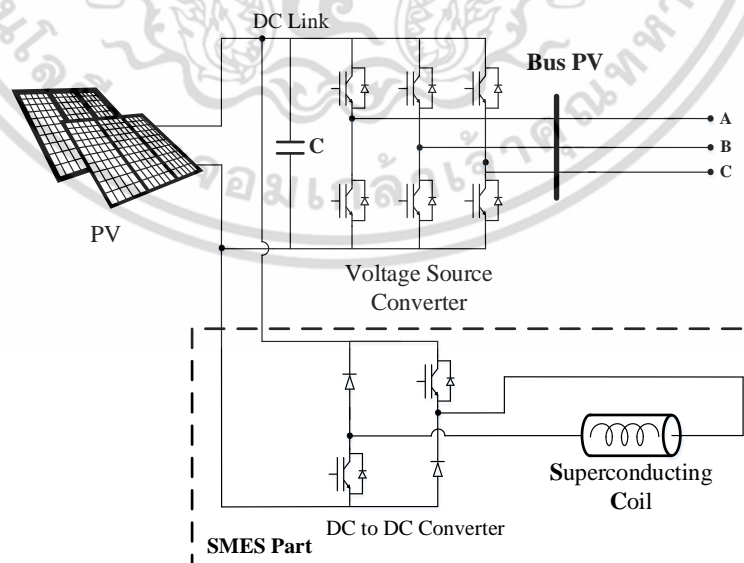 DC Link
Bus PV
A
C
B
C
PV
Voltage Source
Converter
Superconducting
Coil
DC to DC Converter
SMES Part